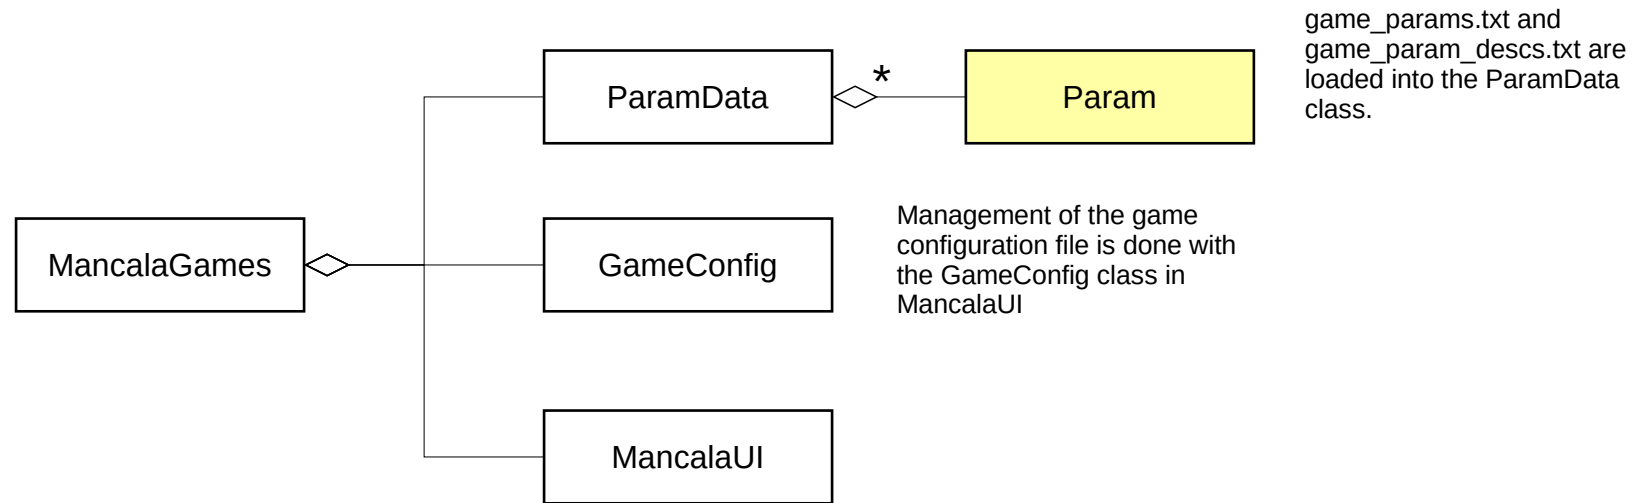 game_params.txt and
game_param_descs.txt are
loaded into the ParamData
class.
*
ParamData
Param
Management of the game
configuration file is done with
the GameConfig class in
MancalaUI
MancalaGames
GameConfig
MancalaUI